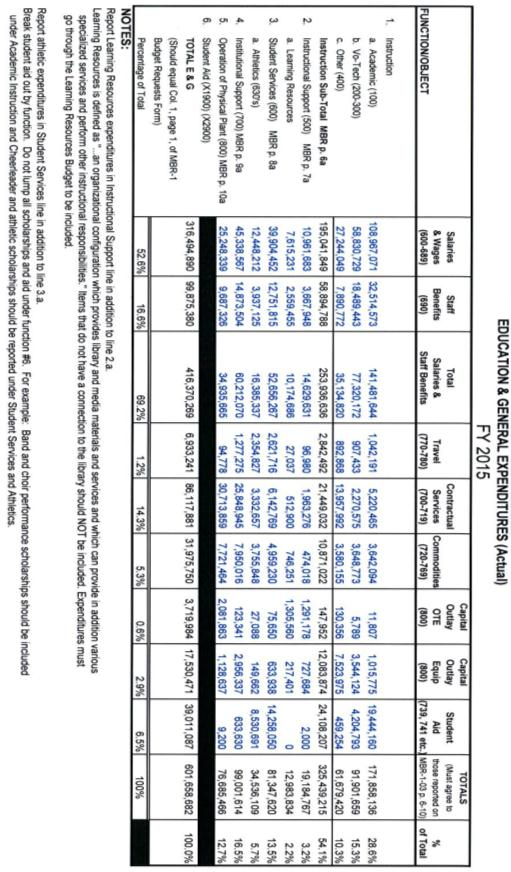 EDUCATION & GENERAL EXPENDITURES (Actual)
FY 2015
FUNCTION/OBJECT Salaries & Wages (600-689) Staff Benefits (690) Total Salaries & Staff Benefits Travel (770-780) Contractual Services (700-719) Commodities (720-769) Capital Outlay OTE (800) Capital Outlay Equip (800) Student Aid (739, 741 etc.) TOTALS (Must agree to those reported on MBR-1-03 p. 6-10) % of Total
1. Instruction
a. Academic (100) 108,967,071 32,514,573 141,481,644 1,042,191 5,220,465 3,642,094 11,807 1,015,775 19,444,160 171,858,136 28.6%
b. Vo-Tech (200-300) 58,830,729 18,489,443 77,320,172 907,433 2,270,575 3,648,773 5,789 3,544,124 4,204,793 91,901,659 15.3%
c. Other (400) 27,244,049 7,890,772 35,134,820 892,868 13,957,992 3,580,155 130,356 7,523,975 459,254 61,679,420 10.3%
Instruction Sub-Total MBR p. 6a 195,041,849 58,894,788 253,936,636 2,842,492 21,449,032 10,871,022 147,952 12,083,874 24,108,207 325,439,215 54.1%
2. Instructional Support (500) MBR p. 7a 10,961,683 3,667,948 14,629,631 96,980 1,963,276 474,018 1,291,178 727,684 2,000 19,184,767 3.2%
a. Learning Resources 7,615,231 2,559,455 10,174,686 27,037 512,900 746,251 1,305,560 217,401 0 12,983,834 2.2%
3. Student Services (600) MBR p. 8a 39,904,452 12,751,815 52,656,267 2,621,716 6,142,769 4,959,230 75,650 633,938 14,258,050 81,347,620 13.5%
a. Athletics (630's) 12,448,212 3,937,125 16,385,337 2,354,827 3,332,657 3,755,848 27,088 149,662 8,530,691 34,536,109 5.7%
4. Institutional Support (700) MBR p. 9a 45,338,567 14,873,504 60,212,070 1,277,275 25,848,945 7,950,016 123,341 2,956,337 633,630 99,001,614 16.5%
5. Operation of Physical Plant (800) MBR p. 10a 25,248,339 9,687,326 34,935,665 94,778 30,713,859 7,721,464 2,081,863 1,128,637 9,200 76,685,466 12.7%
6. Student Aid (X1900) (X2900)
TOTAL E & G 316,494,890 99,875,380 416,370,269 6,933,241 86,117,881 31,975,750 3,719,984 17,530,471 39,011,087 601,658,682 100.0%
(Should equal Col. 1, page 1, of MBR-1
Budget Requests Form)
Percentage of Total 52.6% 16.6% 69.2% 1.2% 14.3% 5.3% 0.6% 2.9% 6.5% 100%
NOTES:
Report Learning Resources expenditures in Instructional Support line in addition to line 2.a.
Learning Resources is defined as "...an organizational configuration which provides library and media materials and services and which can provide in addition various
specialized services and perform other instructional responsibilities." Items that do not have a connection to the library should NOT be included. Expenditures must
go through the Learning Resources Budget to be included.
Report athletic expenditures in Student Services line in addition to line 3.a.
Break student aid out by function. Do not lump all scholarships and aid under function #6. For example: Band and choir performance scholarships should be included
under Academic Instruction and Cheerleader and athletic scholarships should be reported under Student Services and Athletics.